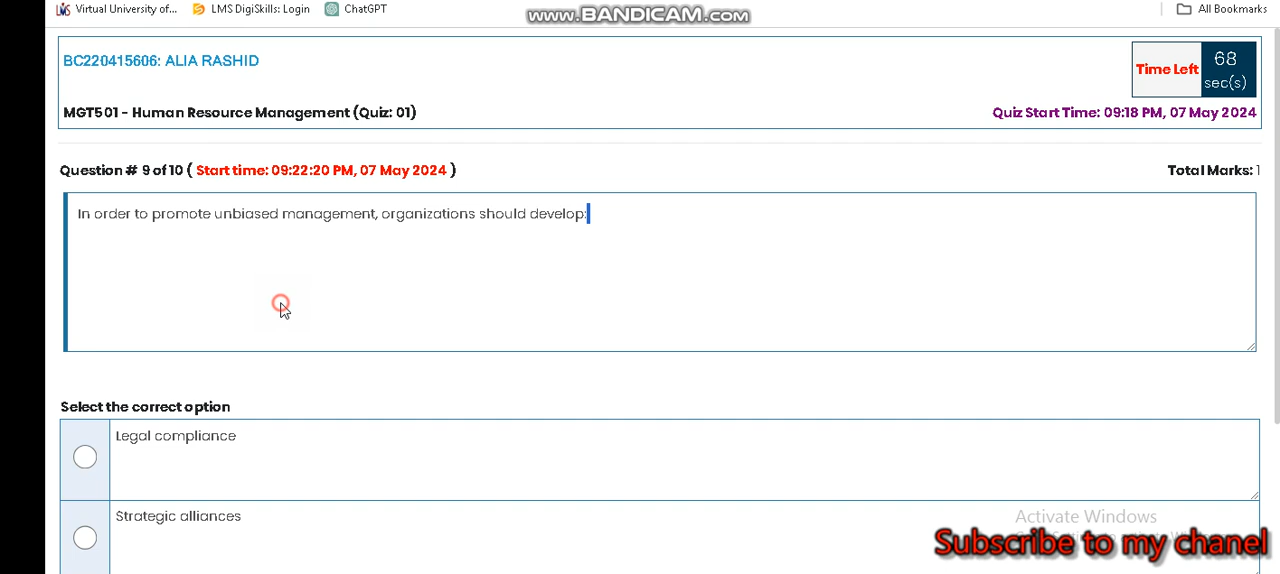 Virtual University of... LMS DigiSkills: Login ChatGPT www.BANDICAM.com All Bookmarks
BC220415606: ALIA RASHID
Time Left 68 sec(s)
MGT501 - Human Resource Management (Quiz: 01) Quiz Start Time: 09:18 PM, 07 May 2024
Question # 9 of 10 ( Start time: 09:22:20 PM, 07 May 2024 ) Total Marks: 1
In order to promote unbiased management, organizations should develop:
Select the correct option
Legal compliance
Strategic alliances
Activate Windows
Subscribe to my chanel